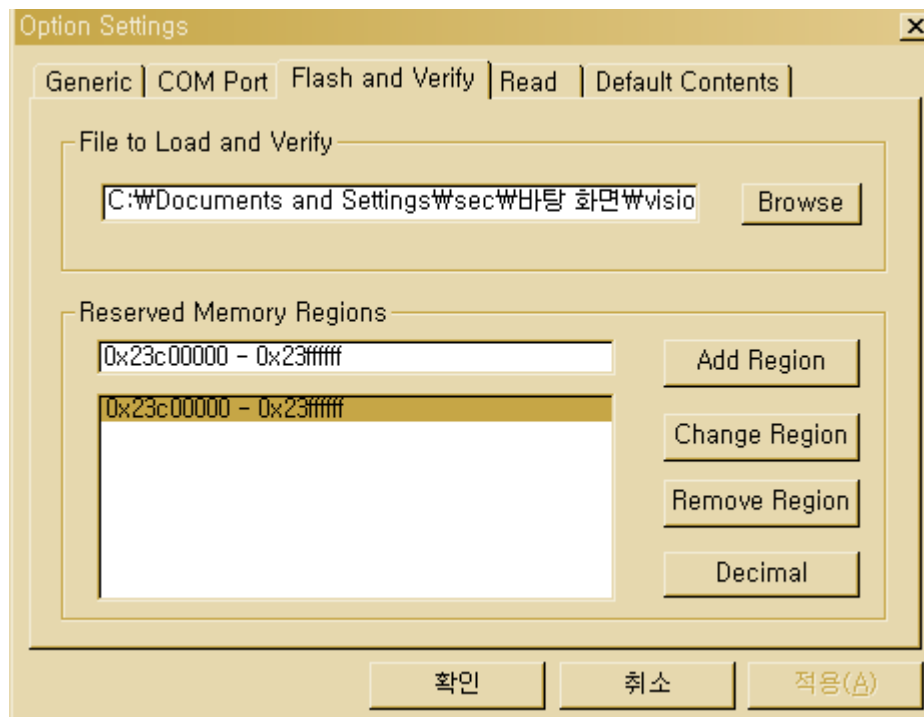 Option Settings
Generic COM Port Flash and Verify Read Default Contents
File to Load and Verify
C:₩Documents and Settings₩sec₩바탕 화면₩visio
Browse
Reserved Memory Regions
0x23c00000 - 0x23ffffff
Add Region
0x23c00000 - 0x23ffffff
Change Region
Remove Region
Decimal
확인 취소 적용(A)